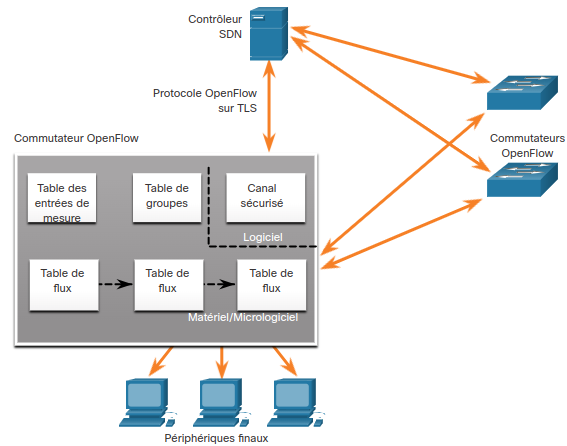 Contrôleur
SDN
Protocole OpenFlow
sur TLS
Commutateur OpenFlow
Commutateurs
OpenFlow
Table des
entrées de
mesure
Table de
groupes
Canal
sécurisé
Logiciel
Table de
flux
Table de
flux
Table de
flux
Matériel/Micrologiciel
Périphériques finaux